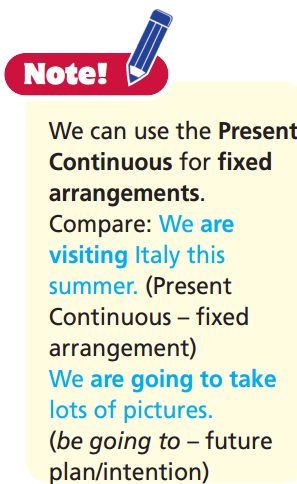 Note!
We can use the Present
Continuous for fixed
arrangements.
Compare: We are
visiting Italy this
summer. (Present
Continuous – fixed
arrangement)
We are going to take
lots of pictures.
(be going to – future
plan/intention)